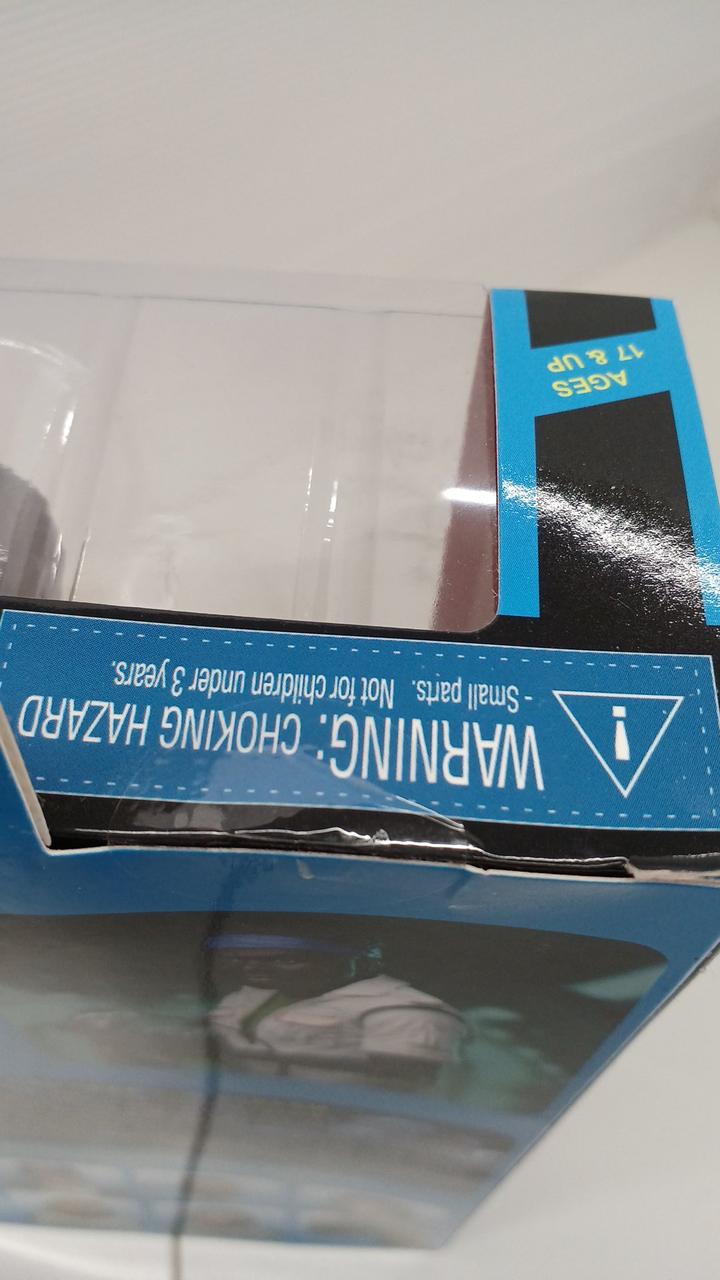 WARNING: CHOKING HAZARD
- Small parts. Not for children under 3 years.
AGES
17 & UP